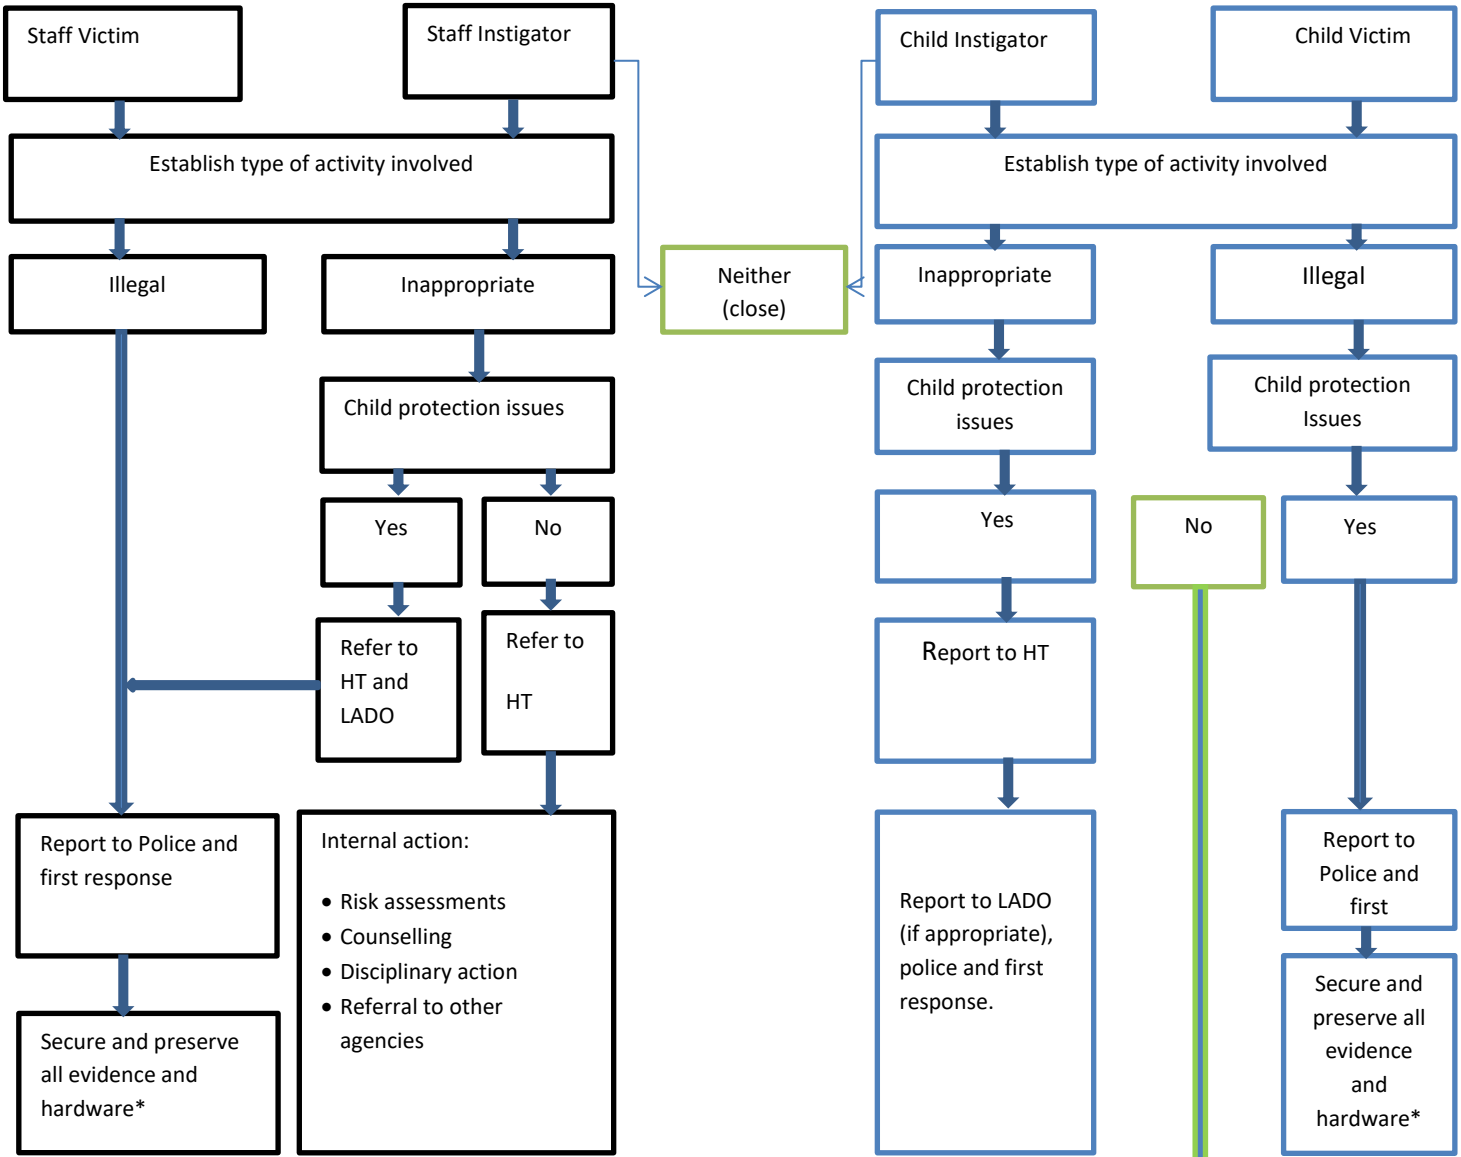 Staff Victim
Staff Instigator
Child Instigator
Child Victim
Establish type of activity involved
Establish type of activity involved
Illegal
Inappropriate
Neither
(close)
Inappropriate
Illegal
Child protection issues
Child protection
issues
Child protection
Issues
Yes
No
Yes
No
Yes
Refer to
HT and
LADO
Refer to
HT
Report to HT
Report to Police and
first response
Internal action:
• Risk assessments
• Counselling
• Disciplinary action
• Referral to other
agencies
Report to LADO
(if appropriate),
police and first
response.
Report to
Police and
first
Secure and preserve
all evidence and
hardware*
Secure and
preserve all
evidence
and
hardware*